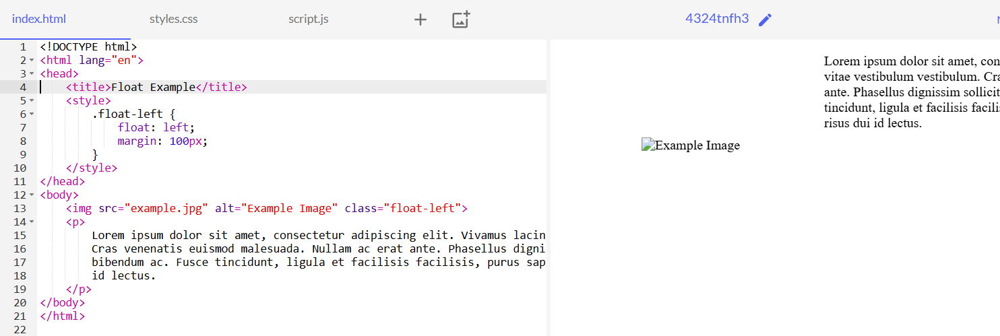 index.html
styles.css
script.js
4324tnfh3
1 <!DOCTYPE html>
2 <html lang="en">
3 <head>
4 <title>Float Example</title>
5 <style>
6 .float-left {
7 float: left;
8 margin: 100px;
9 }
10 </style>
11 </head>
12 <body>
13 <img src="example.jpg" alt="Example Image" class="float-left">
14 <p>
15 Lorem ipsum dolor sit amet, consectetur adipiscing elit. Vivamus lacin
16 Cras venenatis euismod malesuada. Nullam ac erat ante. Phasellus digni
17 bibendum ac. Fusce tincidunt, ligula et facilisis facilisis, purus sap
18 id lectus.
19 </p>
20 </body>
21 </html>
22
Lorem ipsum dolor sit amet, con
vitae vestibulum vestibulum. Cra
ante. Phasellus dignissim sollicit
tincidunt, ligula et facilisis facili
risus dui id lectus.
Example Image